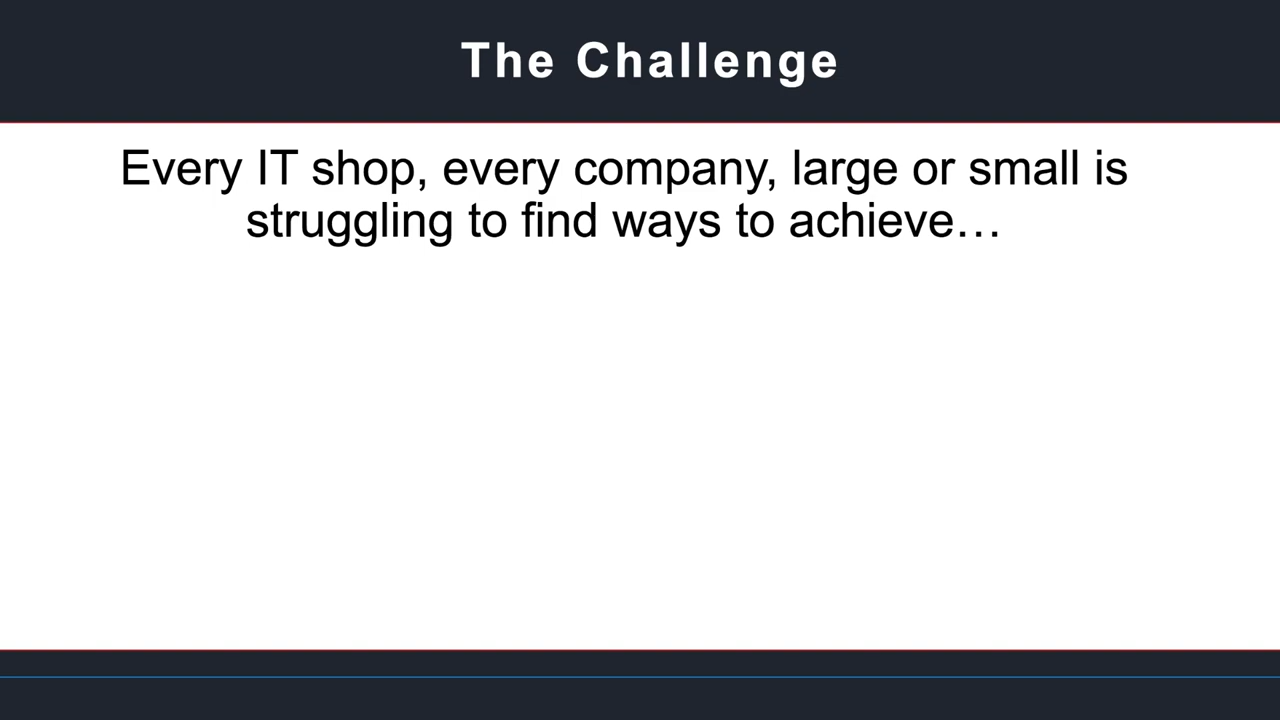 The Challenge
Every IT shop, every company, large or small is
struggling to find ways to achieve…